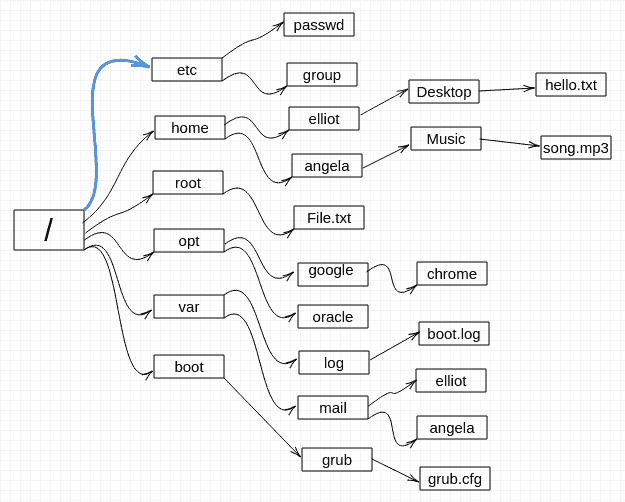 passwd
etc
group
hello.txt
Desktop
elliot
home
Music
song.mp3
angela
root
File.txt
/
opt
google
chrome
oracle
var
boot.log
log
boot
elliot
mail
angela
grub
grub.cfg